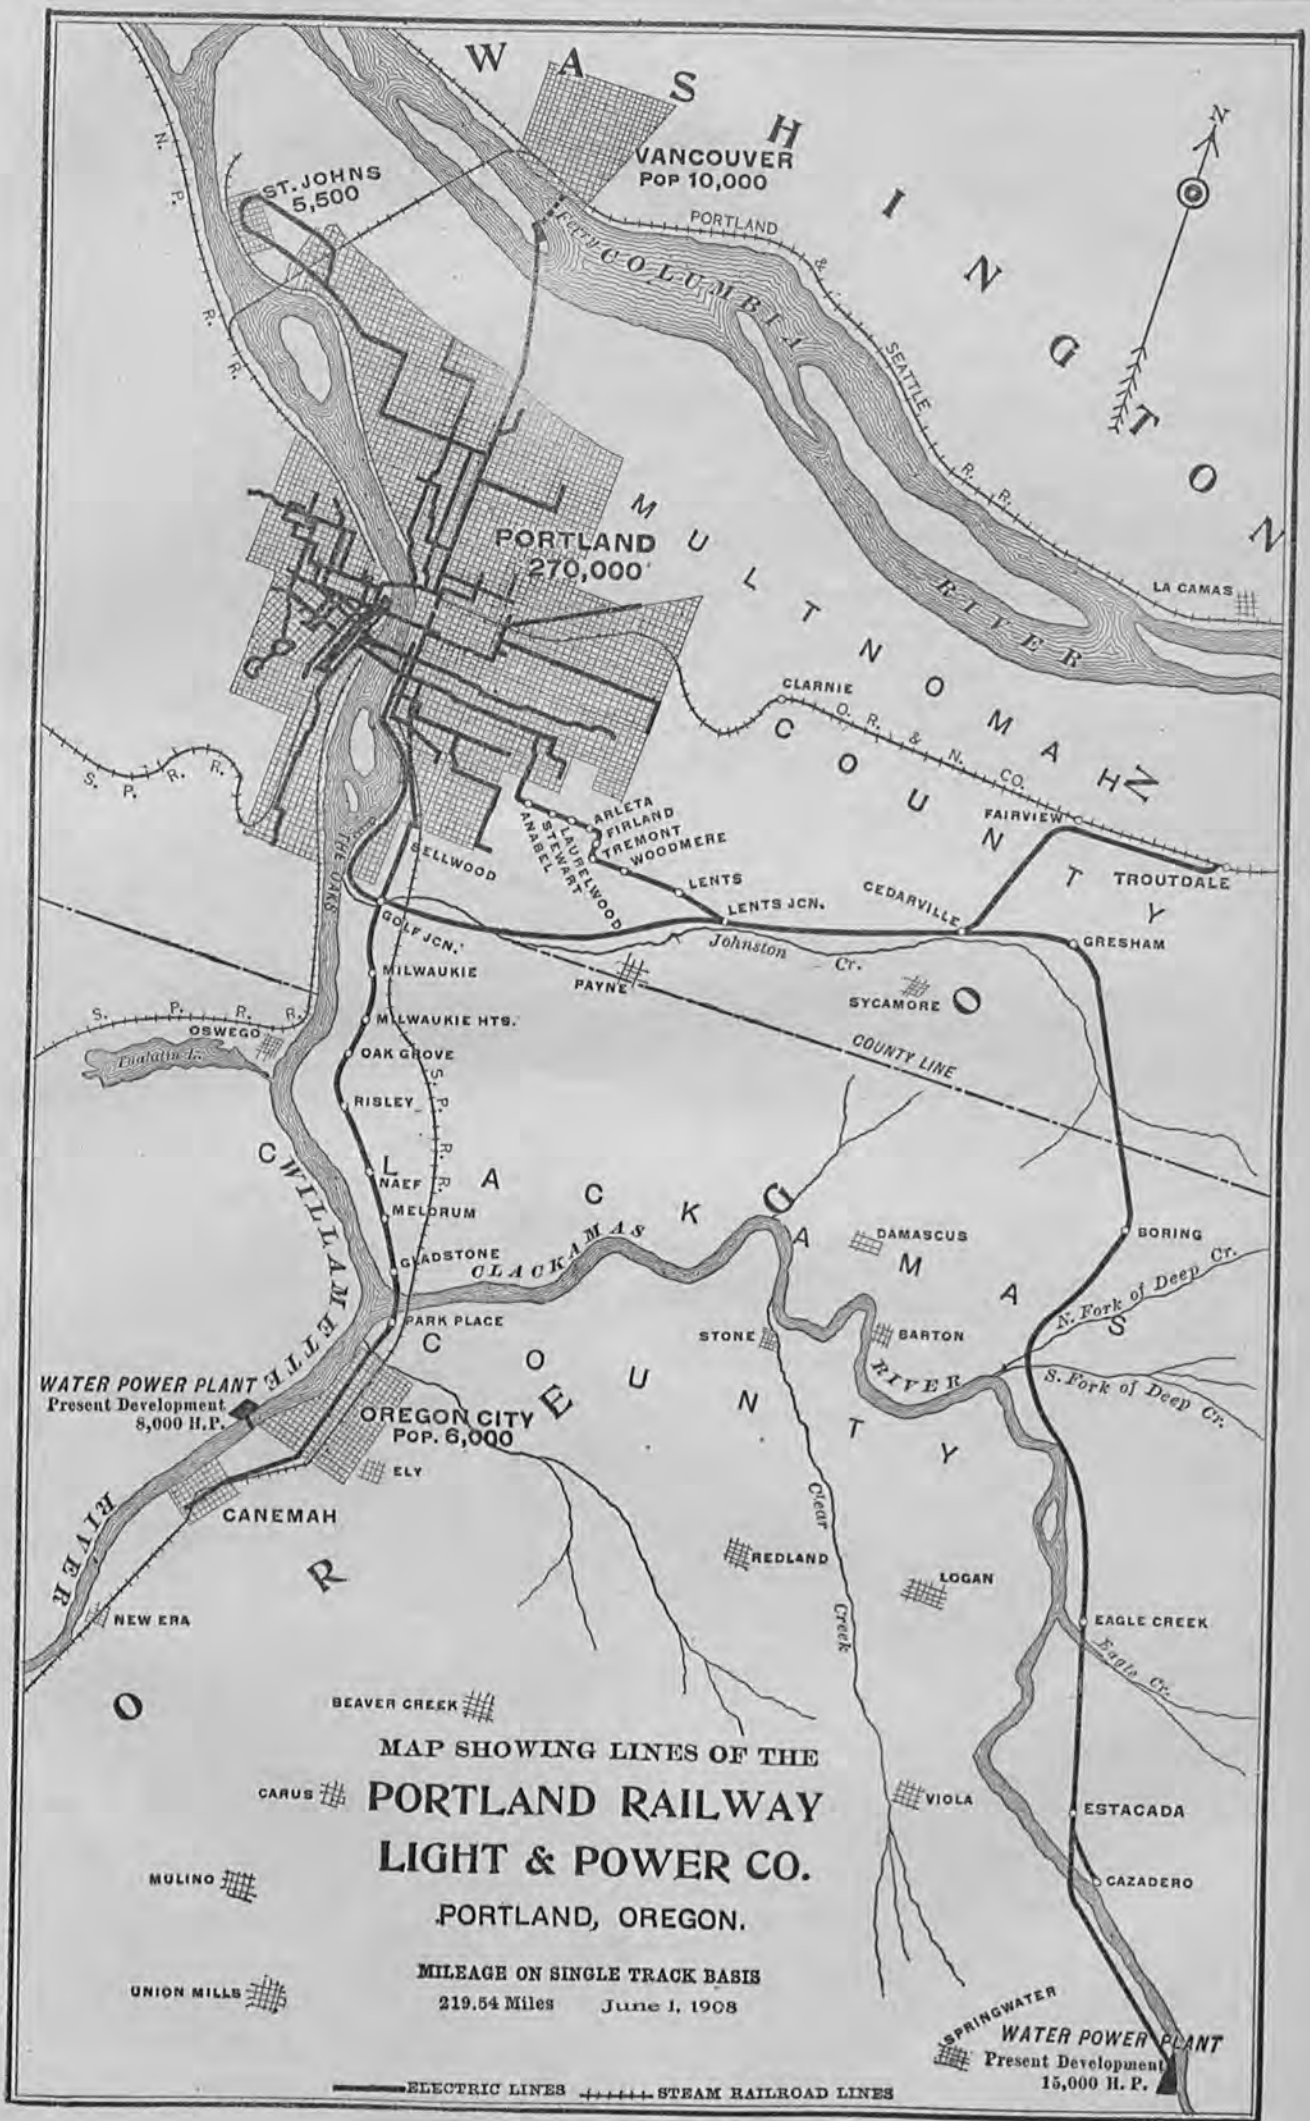 WASHINGTON
N
VANCOUVER
POP 10,000
ST. JOHNS
5,500
N. P. R. R.
PORTLAND & SEATTLE R. R.
Ferry
COLUMBIA RIVER
PORTLAND
270,000
MULTNOMAH COUNTY
LA CAMAS
CLARNIE
O. R. & N. CO.
FAIRVIEW
TROUTDALE
S. P. R. R.
ARLETA
FIRLAND
TREMONT
WOODMERE
ANABEL
STEWART
LAURELWOOD
LENTS
LENTS JCN.
CEDARVILLE
GRESHAM
SELLWOOD
THE OAKS
GOLF JCN.
Johnston Cr.
MILWAUKIE
PAYNE
SYCAMORE
MILWAUKIE HTS.
S. P. R. R.
OSWEGO
Tualatin L.
OAK GROVE
COUNTY LINE
RISLEY
S. P. R. R.
CLACKAMAS COUNTY
NAEF
MELDRUM
GLADSTONE
CLACKAMAS RIVER
DAMASCUS
BORING
N. Fork of Deep Cr.
S. Fork of Deep Cr.
PARK PLACE
STONE
BARTON
WILLAMETTE RIVER
WATER POWER PLANT
Present Development
8,000 H.P.
OREGON CITY
POP. 6,000
ELY
CANEMAH
OREGON
Clear Creek
REDLAND
LOGAN
NEW ERA
EAGLE CREEK
Eagle Cr.
BEAVER CREEK
MAP SHOWING LINES OF THE
CARUS
PORTLAND RAILWAY
LIGHT & POWER CO.
PORTLAND, OREGON.
VIOLA
ESTACADA
MULINO
CAZADERO
MILEAGE ON SINGLE TRACK BASIS
219.54 Miles June 1, 1908
UNION MILLS
SPRINGWATER
WATER POWER PLANT
Present Development
15,000 H. P.
ELECTRIC LINES STEAM RAILROAD LINES